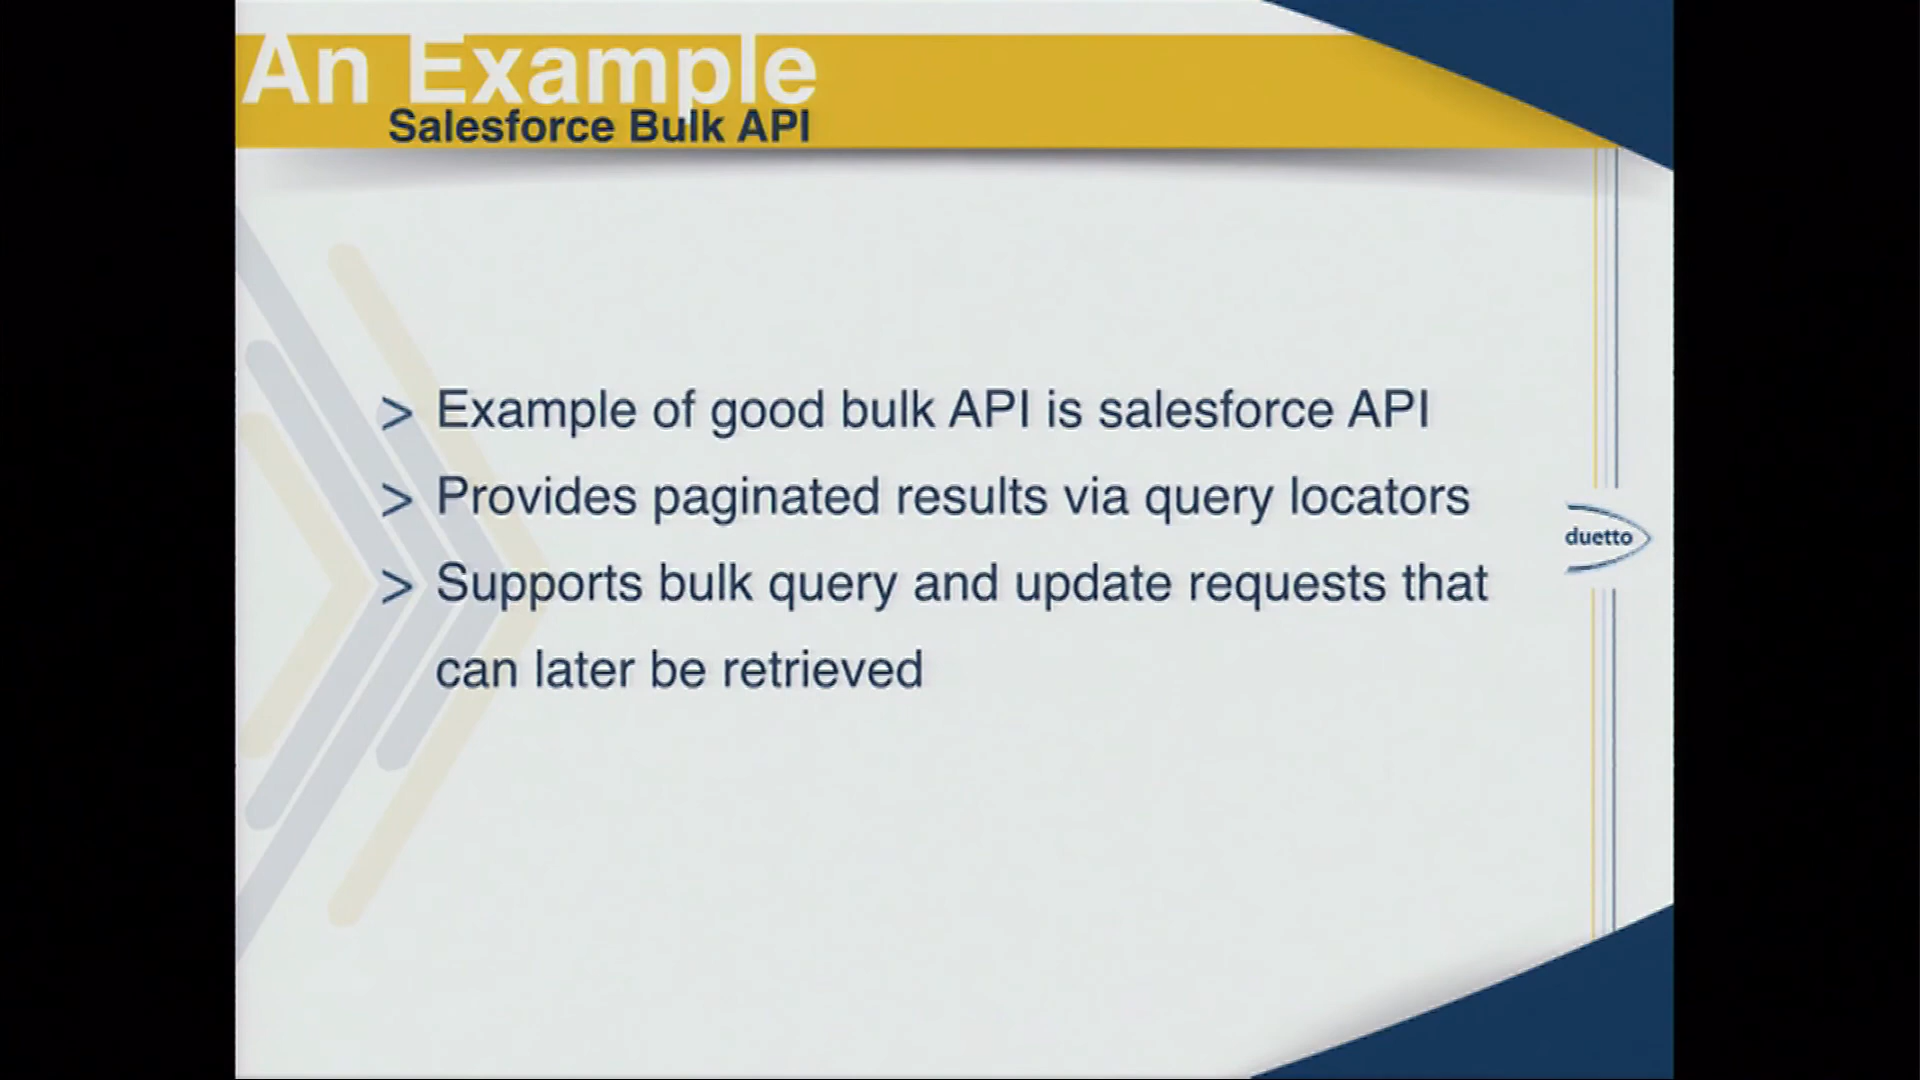 An Example
Salesforce Bulk API
> Example of good bulk API is salesforce API
> Provides paginated results via query locators
> Supports bulk query and update requests that
can later be retrieved
duetto